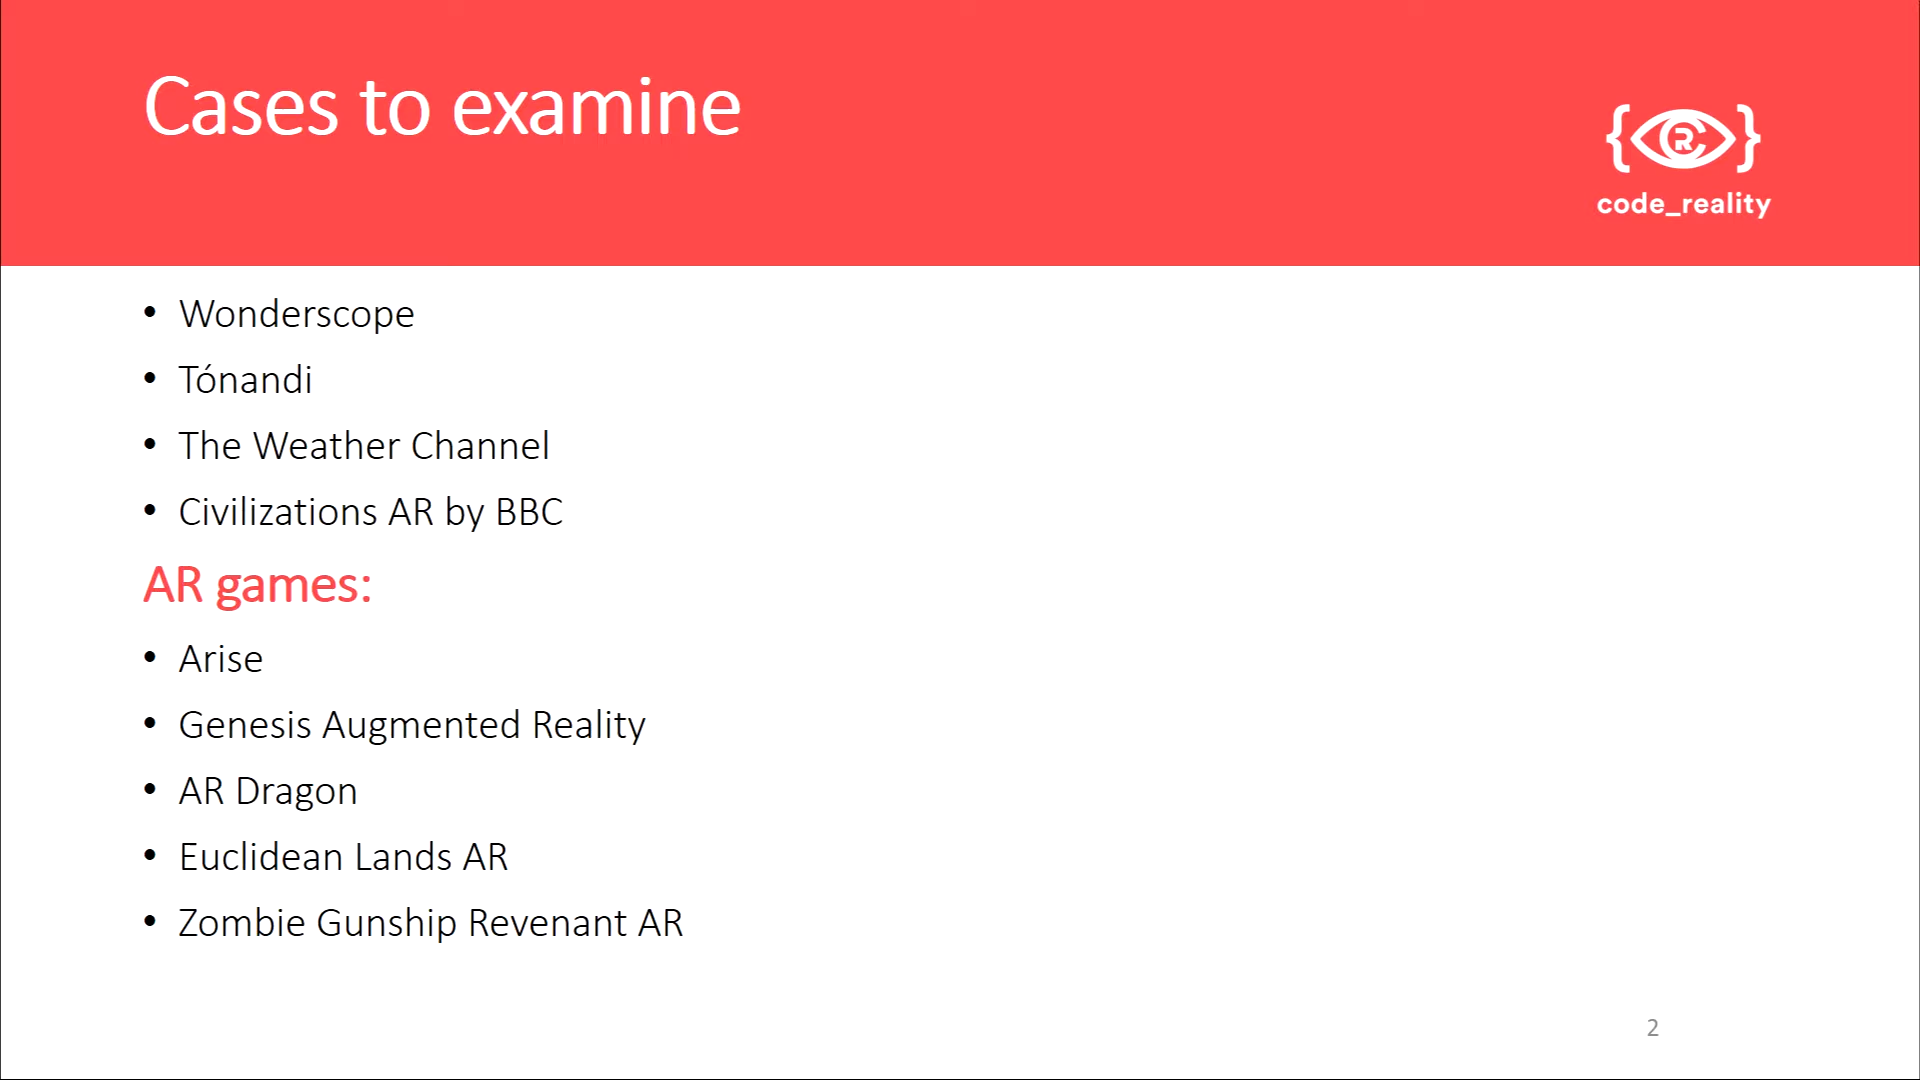 Cases to examine
{R}
code_reality
• Wonderscope
• Tónandi
• The Weather Channel
• Civilizations AR by BBC
AR games:
• Arise
• Genesis Augmented Reality
• AR Dragon
• Euclidean Lands AR
• Zombie Gunship Revenant AR
2